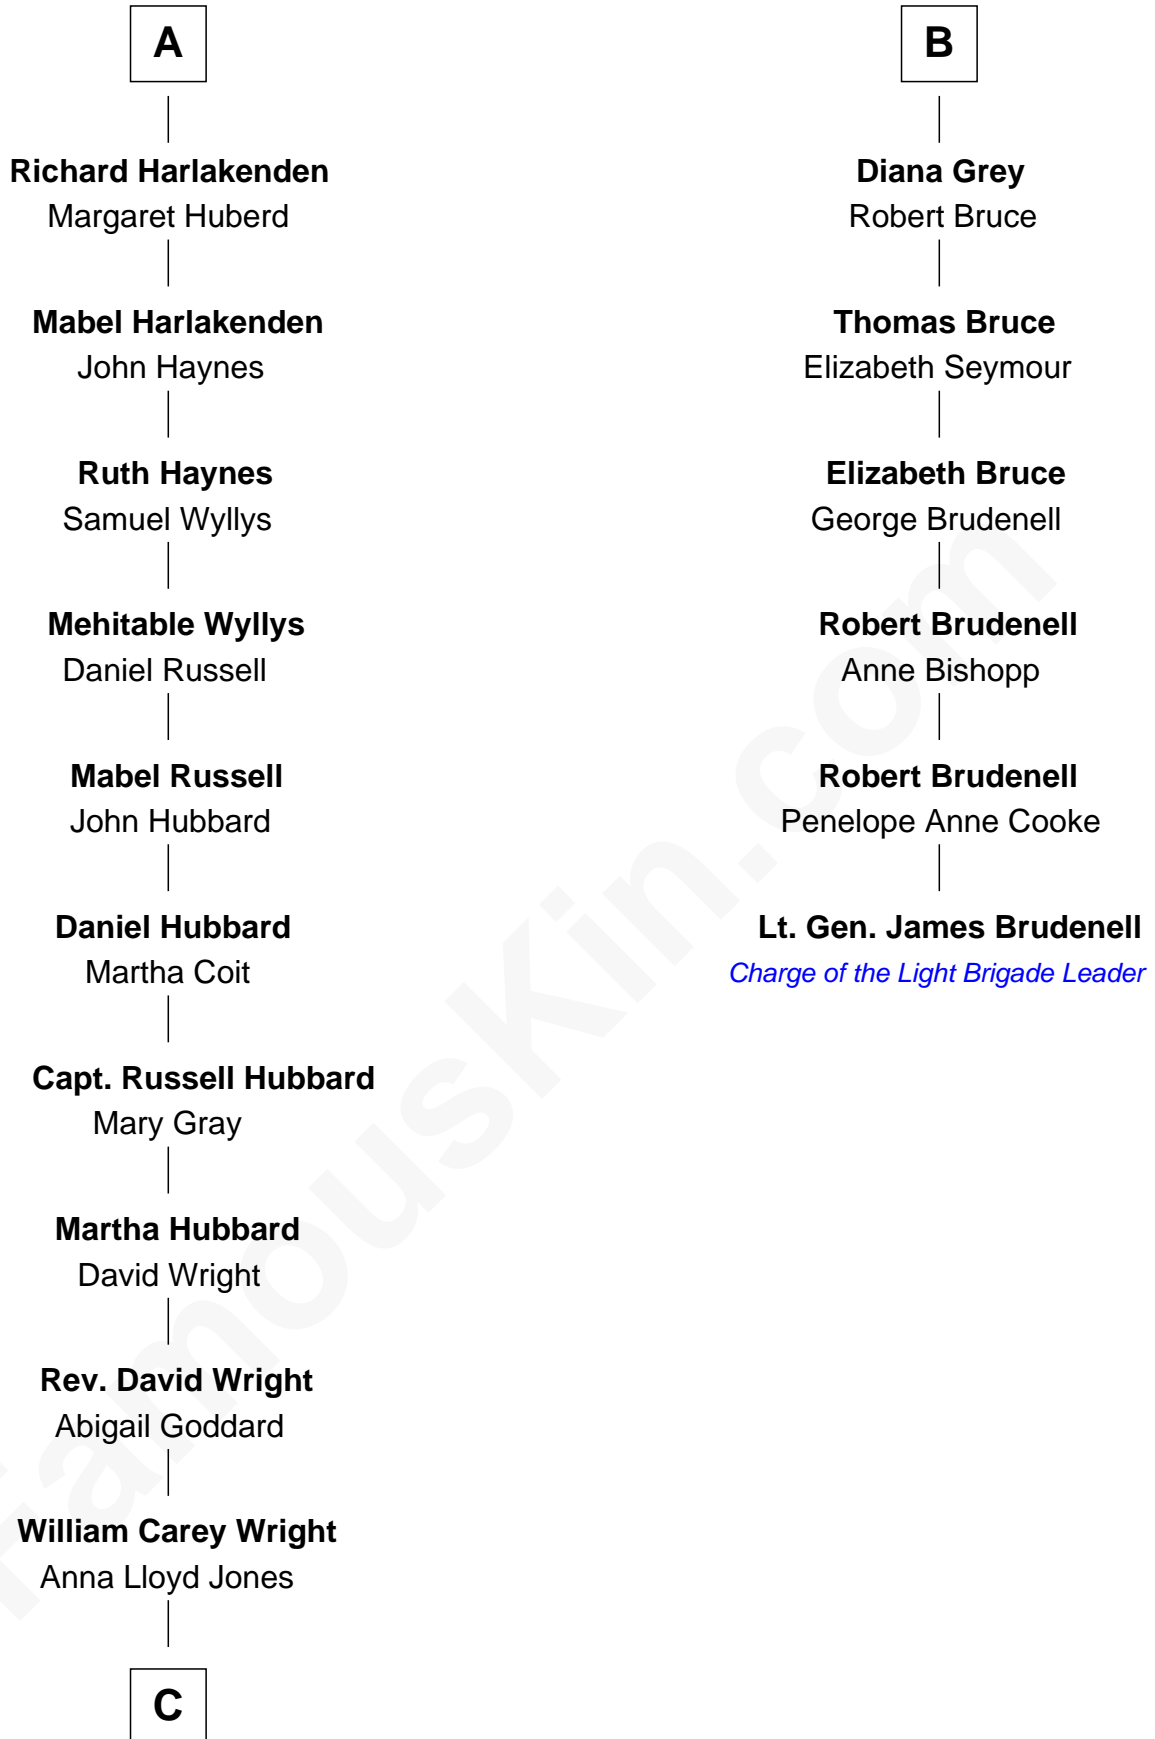 A
Richard Harlakenden
Margaret Huberd
Mabel Harlakenden
John Haynes
Ruth Haynes
Samuel Wyllys
Mehitable Wyllys
Daniel Russell
Mabel Russell
John Hubbard
Daniel Hubbard
Martha Coit
Capt. Russell Hubbard
Mary Gray
Martha Hubbard
David Wright
Rev. David Wright
Abigail Goddard
William Carey Wright
Anna Lloyd Jones
C
B
Diana Grey
Robert Bruce
Thomas Bruce
Elizabeth Seymour
Elizabeth Bruce
George Brudenell
Robert Brudenell
Anne Bishopp
Robert Brudenell
Penelope Anne Cooke
Lt. Gen. James Brudenell
Charge of the Light Brigade Leader
FamousKin.com